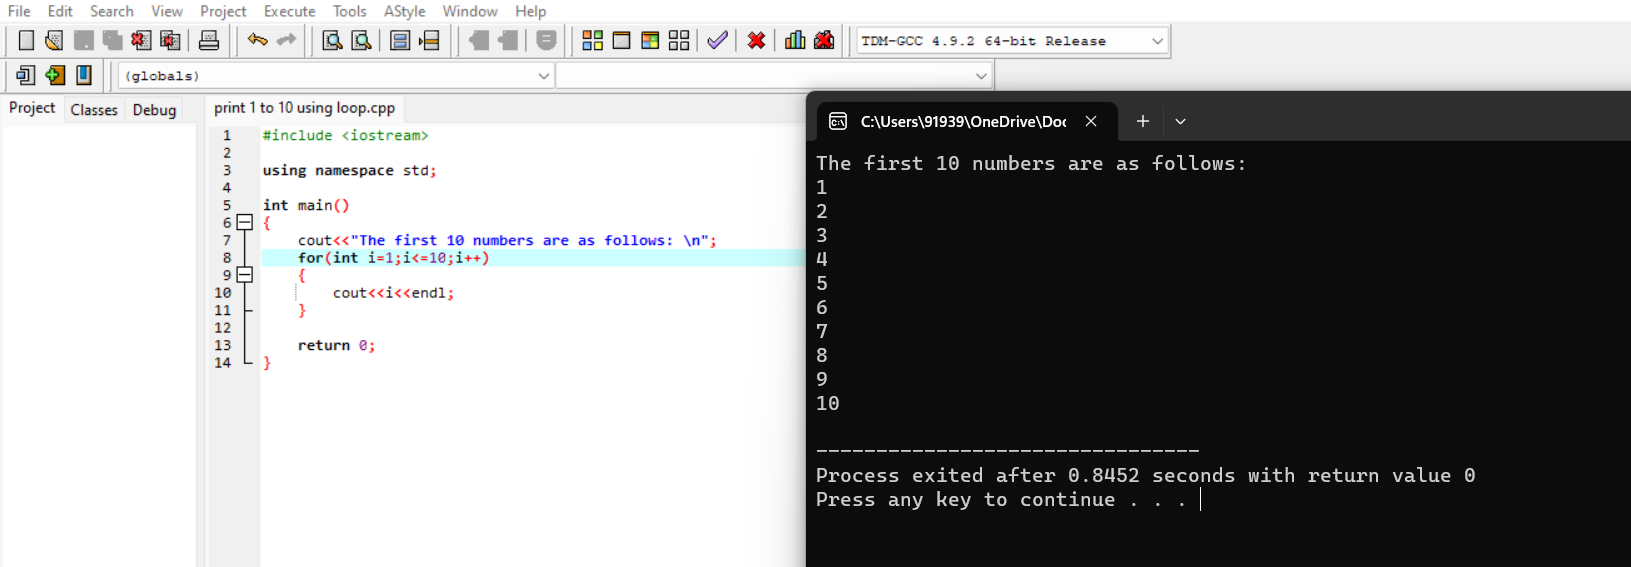 File Edit Search View Project Execute Tools AStyle Window Help
TDM-GCC 4.9.2 64-bit Release
(globals)
Project Classes Debug
print 1 to 10 using loop.cpp
1 #include <iostream>
2
3 using namespace std;
4
5 int main()
6 {
7 cout<<"The first 10 numbers are as follows: \n";
8 for(int i=1;i<=10;i++)
9 {
10 cout<<i<<endl;
11 }
12
13 return 0;
14 }
C:\Users\91939\OneDrive\Doc
The first 10 numbers are as follows:
1
2
3
4
5
6
7
8
9
10
--------------------------------
Process exited after 0.8452 seconds with return value 0
Press any key to continue . . .